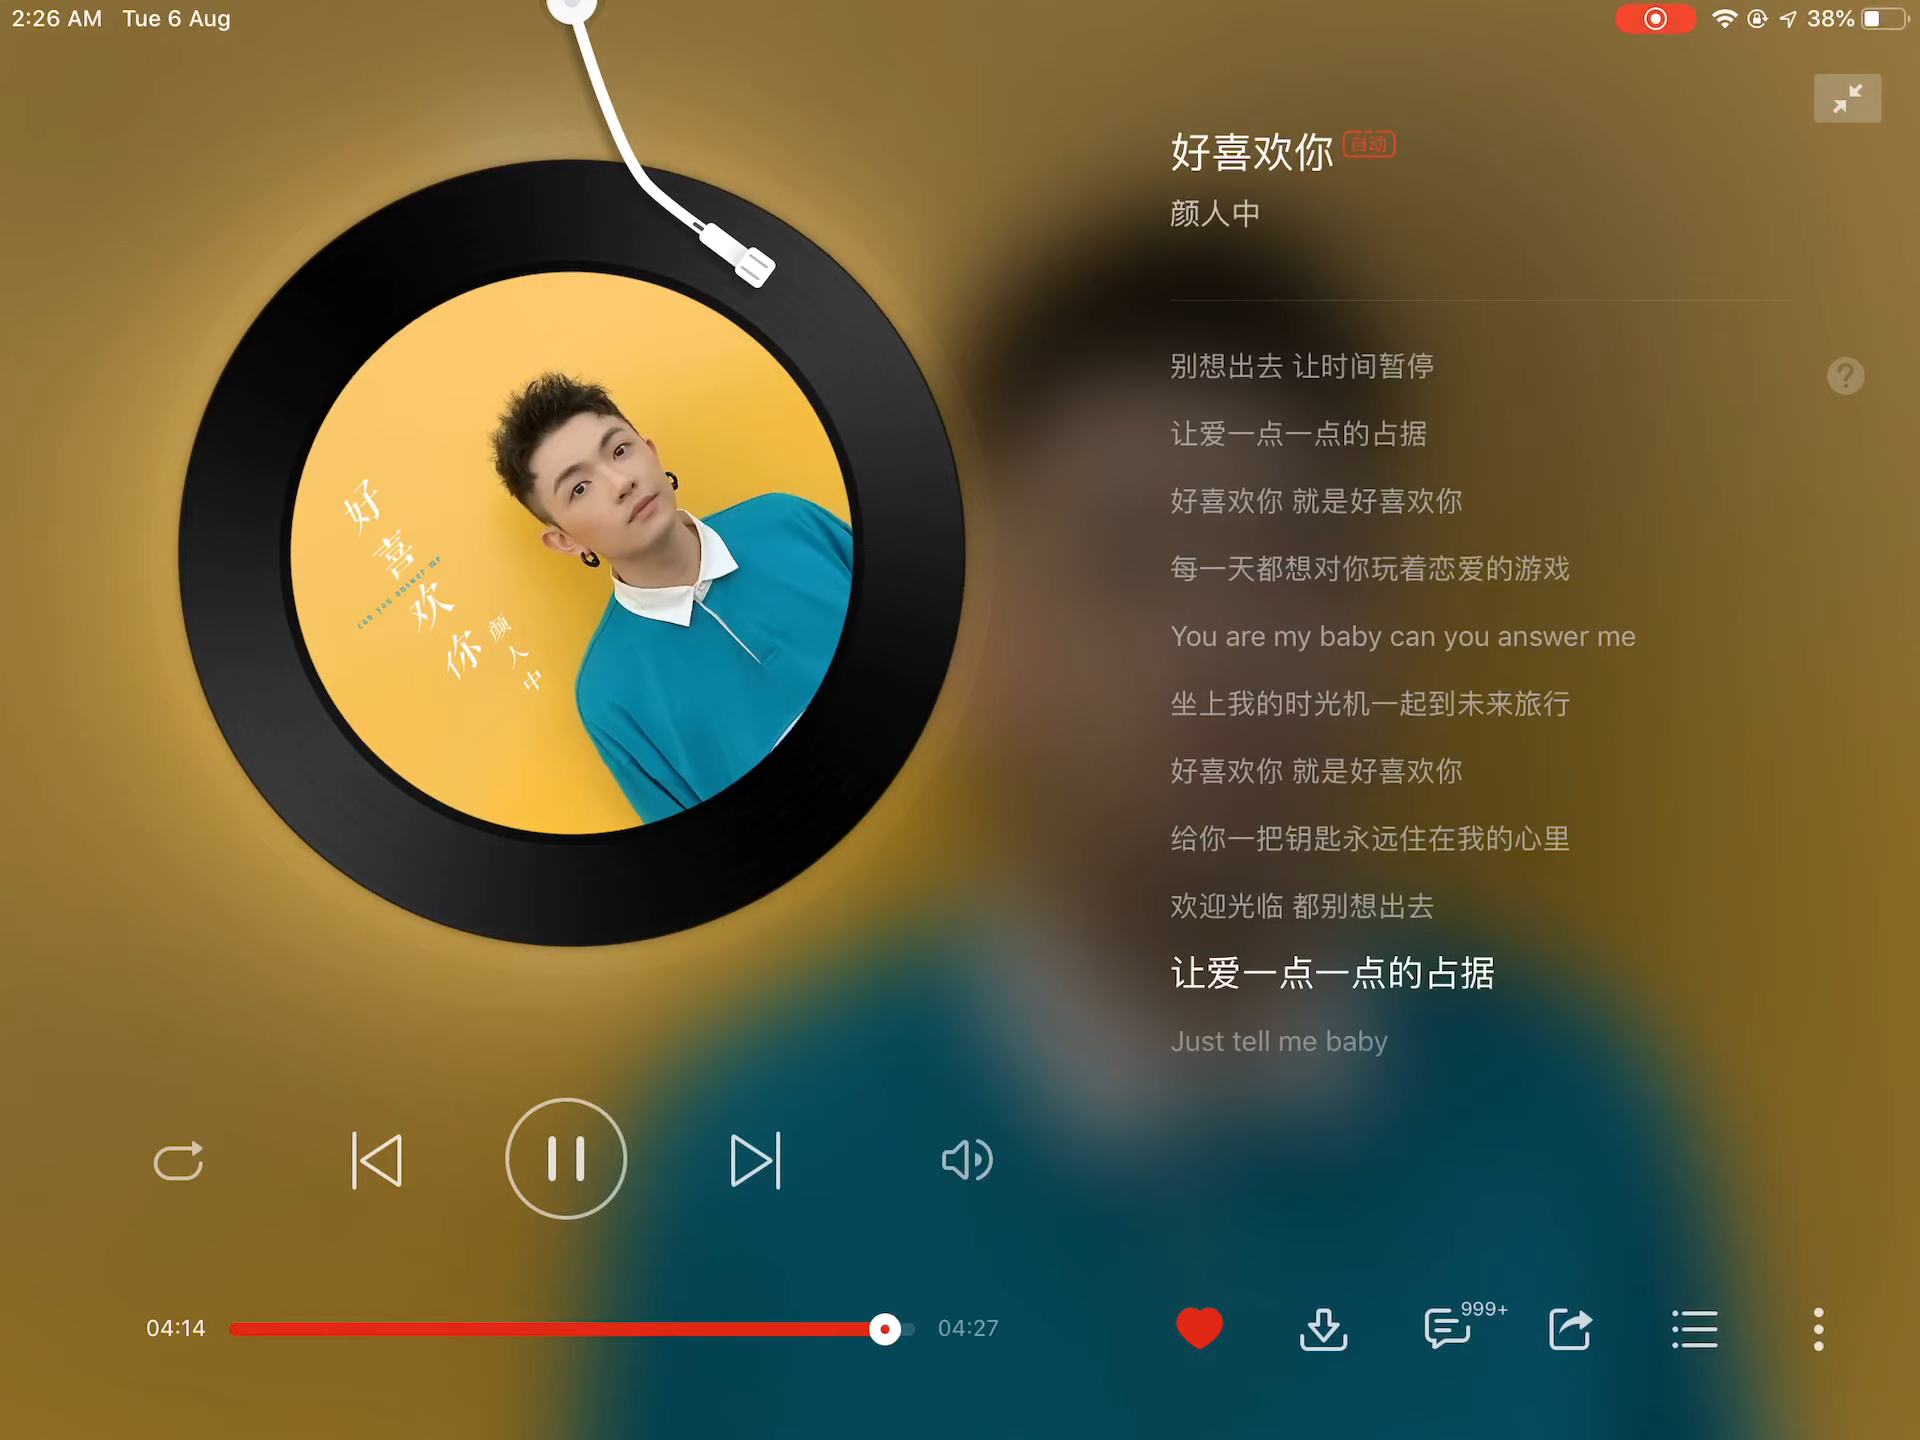 2:26 AM Tue 6 Aug
38%
好喜欢你 自动
颜人中
好喜欢你
can you answer me
颜人中
别想出去 让时间暂停
让爱一点一点的占据
好喜欢你 就是好喜欢你
每一天都想对你玩着恋爱的游戏
You are my baby can you answer me
坐上我的时光机一起到未来旅行
好喜欢你 就是好喜欢你
给你一把钥匙永远住在我的心里
欢迎光临 都别想出去
让爱一点一点的占据
Just tell me baby
04:14
04:27
999+